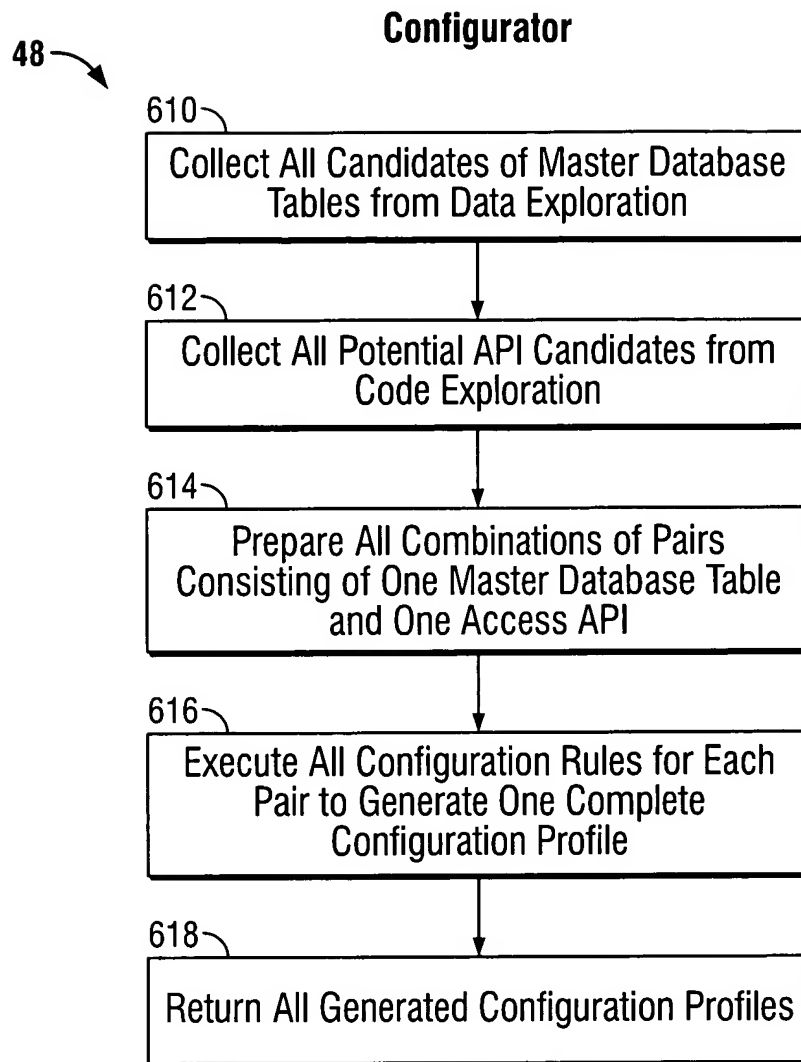 Configurator
48
610
Collect All Candidates of Master Database
Tables from Data Exploration
612
Collect All Potential API Candidates from
Code Exploration
614
Prepare All Combinations of Pairs
Consisting of One Master Database Table
and One Access API
616
Execute All Configuration Rules for Each
Pair to Generate One Complete
Configuration Profile
618
Return All Generated Configuration Profiles